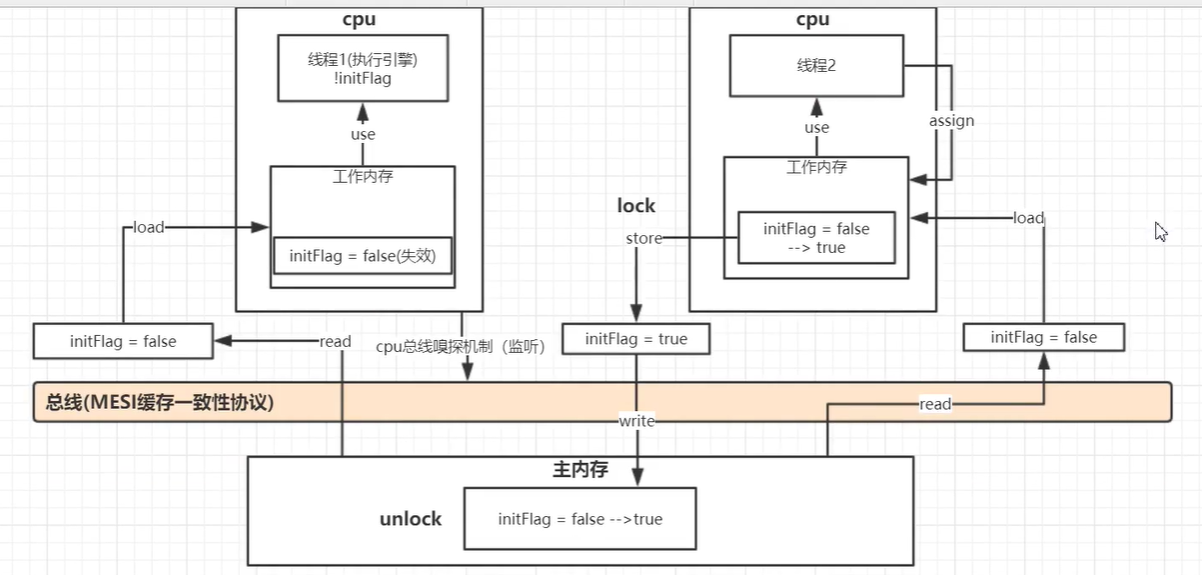 cpu
线程1(执行引擎)
!initFlag
use
工作内存
load
initFlag = false(失效)
initFlag = false
read
cpu总线嗅探机制（监听）
cpu
线程2
use
assign
工作内存
lock
store
initFlag = false
--> true
load
initFlag = true
initFlag = false
总线(MESI缓存一致性协议)
write
read
主内存
unlock
initFlag = false -->true